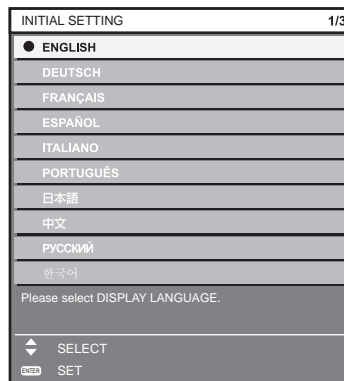 INITIAL SETTING 1/3
ENGLISH
DEUTSCH
FRANÇAIS
ESPAÑOL
ITALIANO
PORTUGUÊS
日本語
中文
РУССКИЙ
한국어
Please select DISPLAY LANGUAGE.
SELECT
ENTER SET